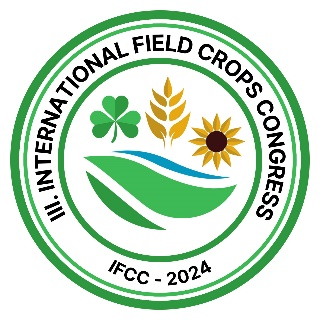 III. INTERNATIONAL FIELD CROPS CONGRESS
IFCC - 2024